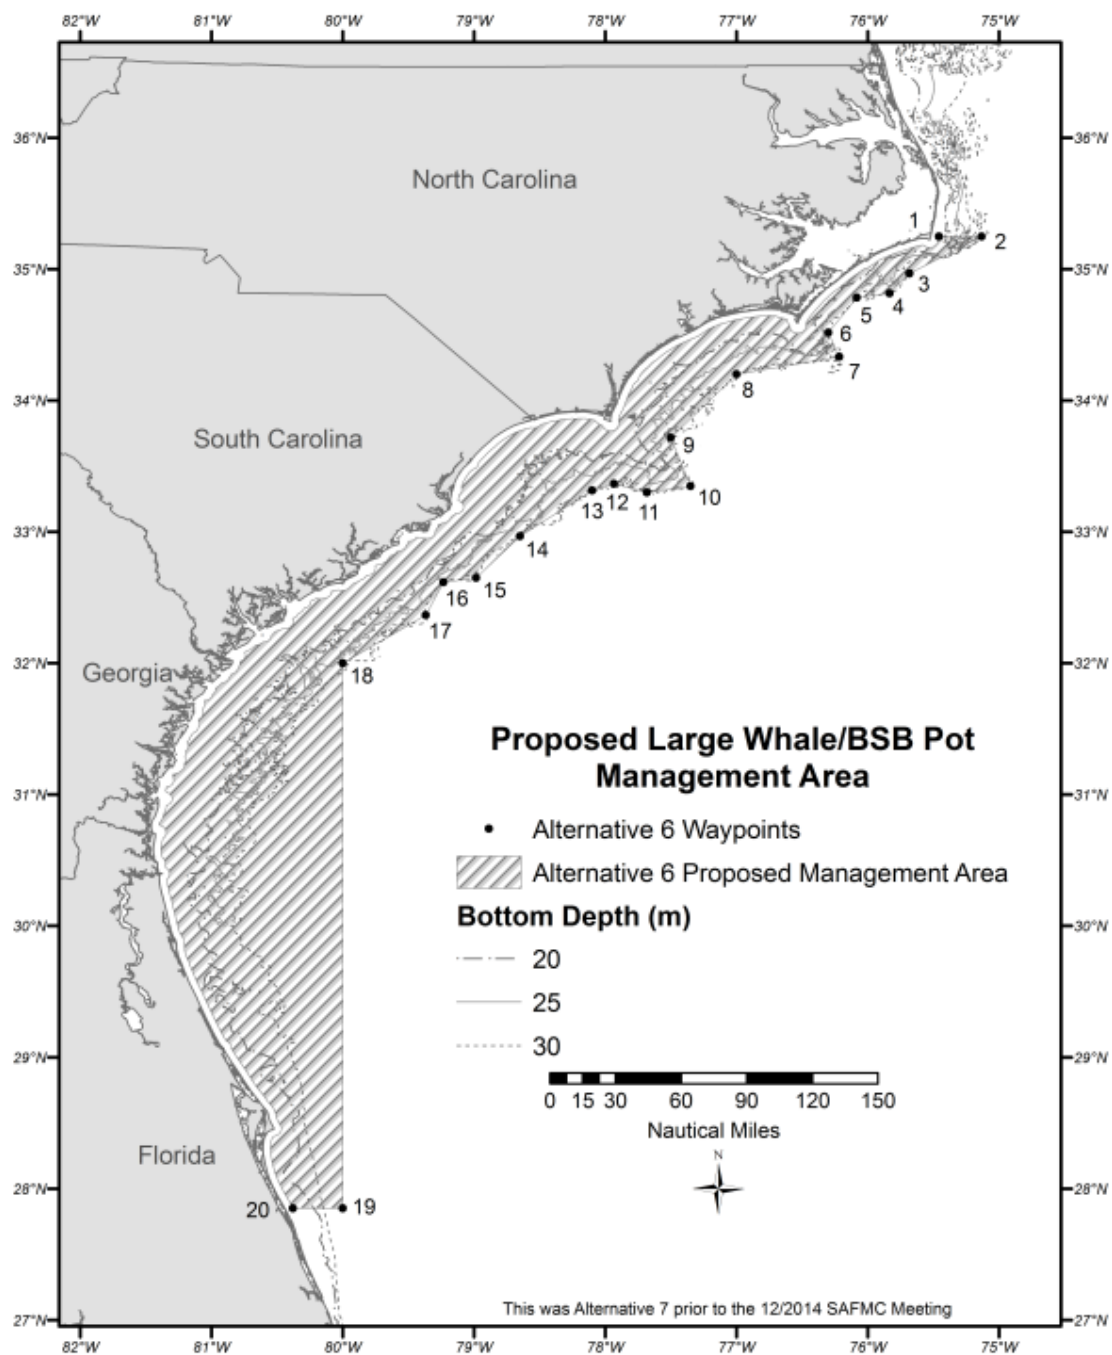 82°W 81°W 80°W 79°W 78°W 77°W 76°W 75°W
36°N 36°N
North Carolina
1
2
35°N 35°N
3
4
5
6
7
8
34°N 34°N
South Carolina
9
10
11
12
13
33°N 33°N
14
15
16
17
32°N 32°N
Georgia
18
Proposed Large Whale/BSB Pot
Management Area
31°N 31°N
Alternative 6 Waypoints
Alternative 6 Proposed Management Area
Bottom Depth (m)
30°N 30°N
20
25
30
29°N 29°N
0 15 30 60 90 120 150
Nautical Miles
Florida
N
28°N 28°N
20 19
This was Alternative 7 prior to the 12/2014 SAFMC Meeting
27°N 27°N
82°W 81°W 80°W 79°W 78°W 77°W 76°W 75°W